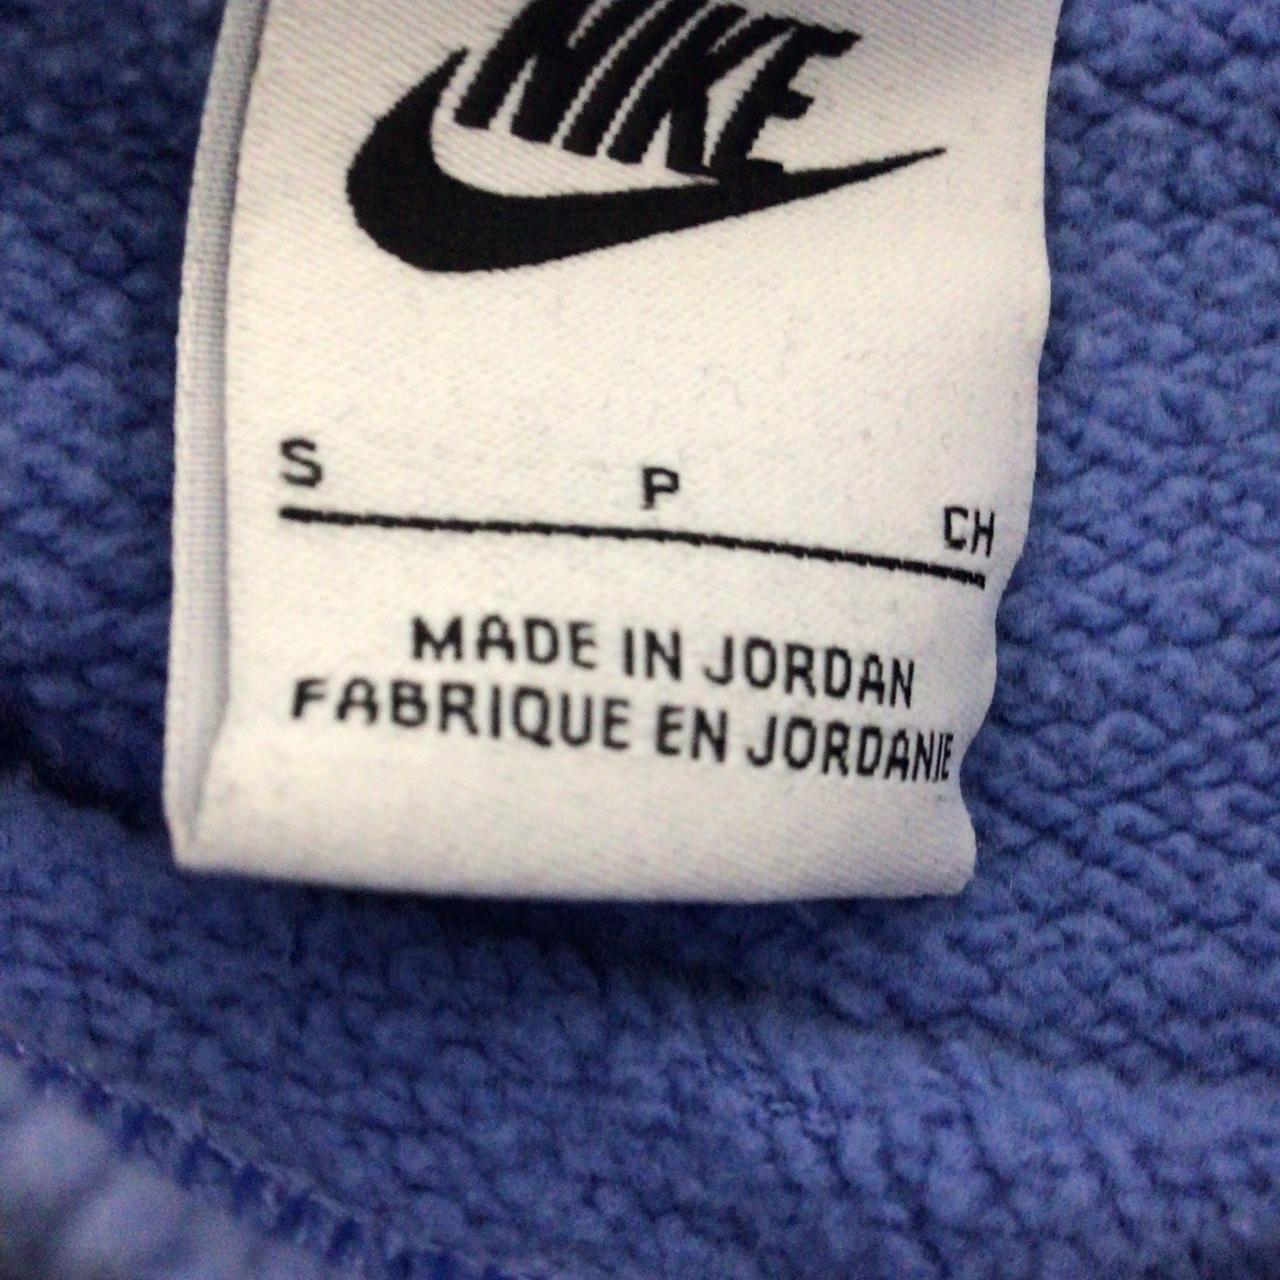 NIKE
S P CH
MADE IN JORDAN
FABRIQUE EN JORDANIE